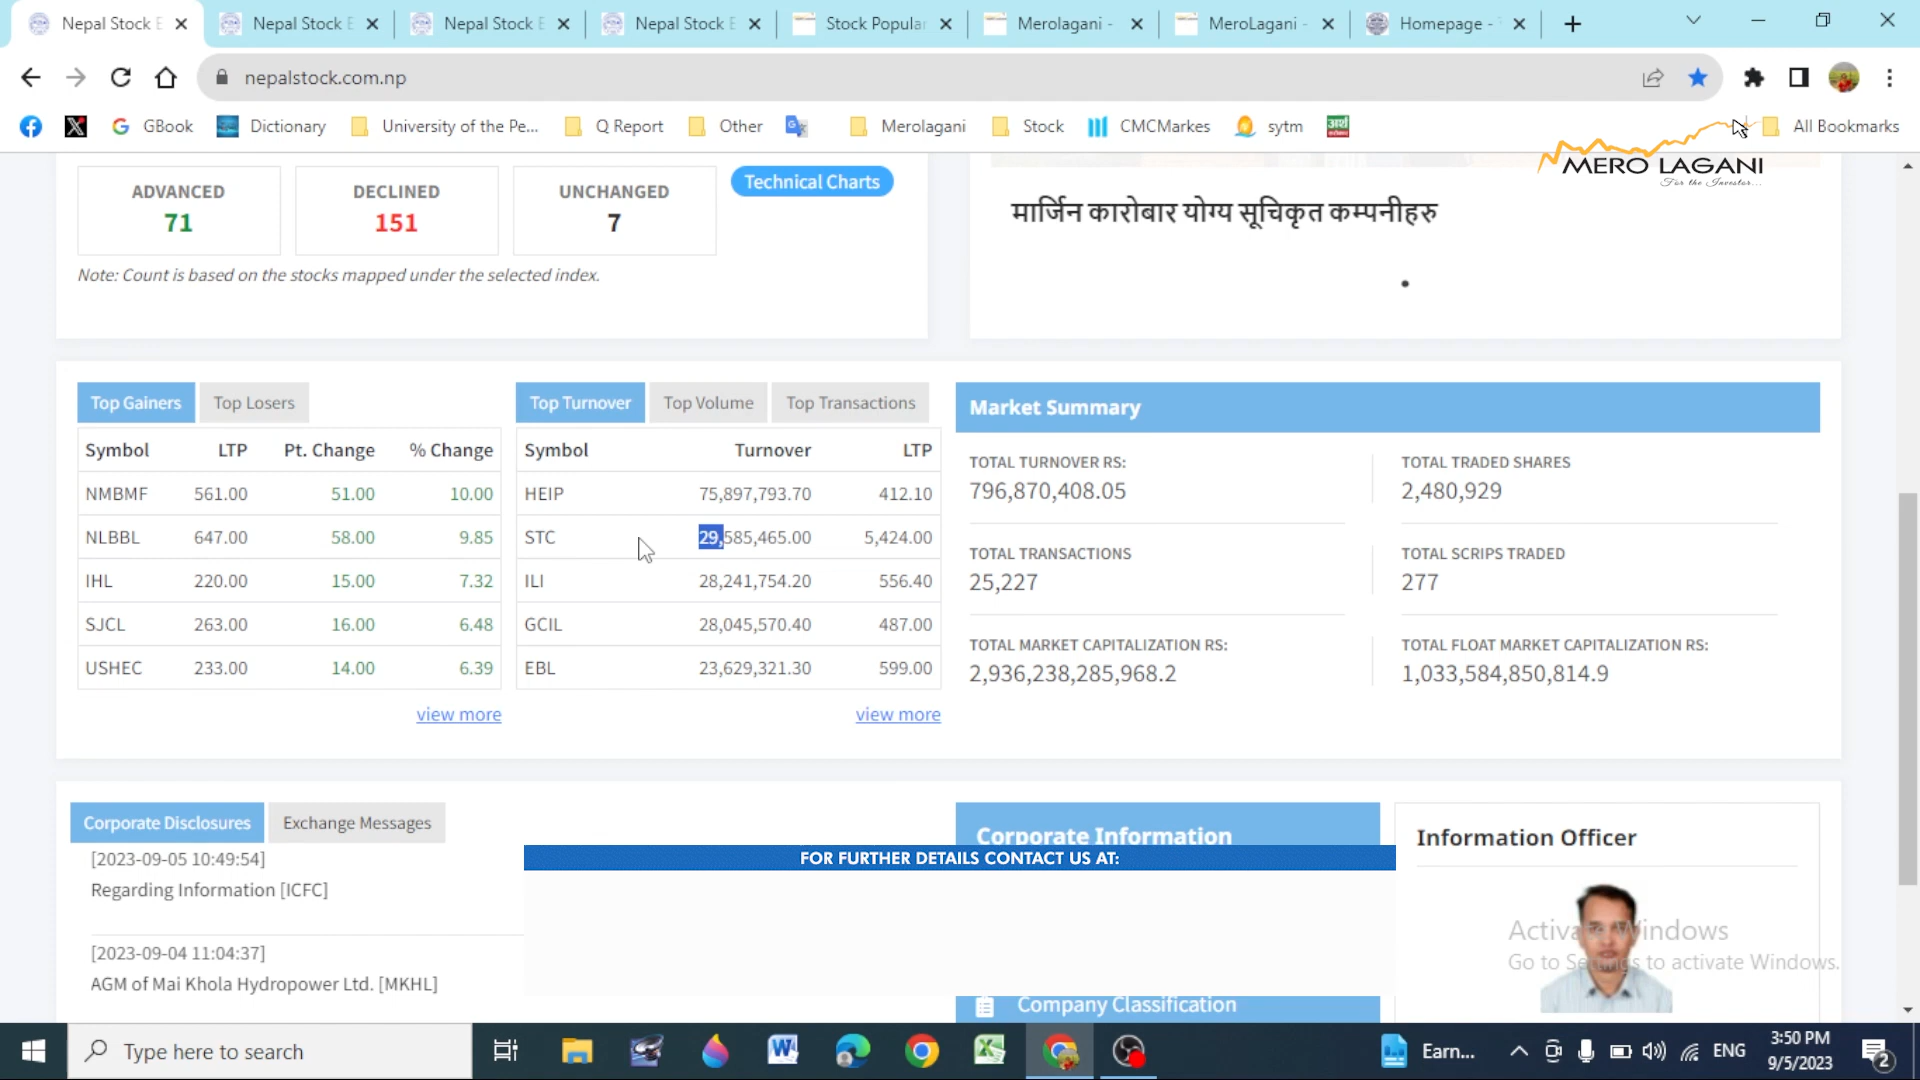 Nepal Stock E
Nepal Stock E
Nepal Stock E
Nepal Stock E
Stock Popular
Merolagani -
MeroLagani -
Homepage -
nepalstock.com.np
GBook
Dictionary
University of the Pe...
Q Report
Other
Merolagani
Stock
CMCMarkes
sytm
All Bookmarks
MERO LAGANI
For the Investor...
ADVANCED
71
DECLINED
151
UNCHANGED
7
Technical Charts
Note: Count is based on the stocks mapped under the selected index.
मार्जिन कारोबार योग्य सूचिकृत कम्पनीहरु
Top Gainers Top Losers
Symbol LTP Pt. Change % Change
NMBMF 561.00 51.00 10.00
NLBBL 647.00 58.00 9.85
IHL 220.00 15.00 7.32
SJCL 263.00 16.00 6.48
USHEC 233.00 14.00 6.39
view more
Top Turnover Top Volume Top Transactions
Symbol Turnover LTP
HEIP 75,897,793.70 412.10
STC 29,585,465.00 5,424.00
ILI 28,241,754.20 556.40
GCIL 28,045,570.40 487.00
EBL 23,629,321.30 599.00
view more
Market Summary
TOTAL TURNOVER RS:
796,870,408.05
TOTAL TRADED SHARES
2,480,929
TOTAL TRANSACTIONS
25,227
TOTAL SCRIPS TRADED
277
TOTAL MARKET CAPITALIZATION RS:
2,936,238,285,968.2
TOTAL FLOAT MARKET CAPITALIZATION RS:
1,033,584,850,814.9
Corporate Disclosures Exchange Messages
[2023-09-05 10:49:54]
Regarding Information [ICFC]
[2023-09-04 11:04:37]
AGM of Mai Khola Hydropower Ltd. [MKHL]
Corporate Information
FOR FURTHER DETAILS CONTACT US AT:
Company Classification
Information Officer
Activate Windows
Go to Settings to activate Windows.
Type here to search
Earn...
ENG
3:50 PM
9/5/2023
2